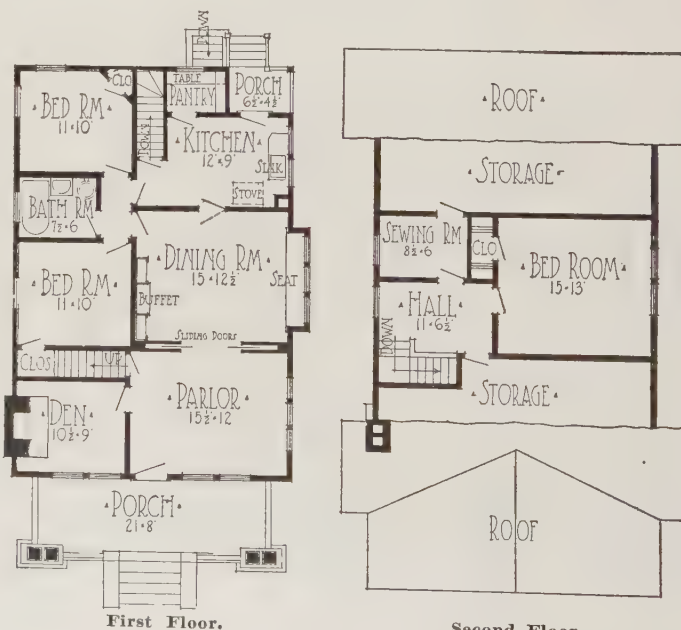 DOWN
BED RM
11·10
CLO
DOWN
TABLE
PANTRY
PORCH
6½·4½
KITCHEN
12·9
SINK
STOVE
BATH RM
7½·6
BED RM
11·10
DINING RM
15·12½
BUFFET
SEAT
SLIDING DOORS
CLOS
UP
DEN
10½·9
PARLOR
15½·12
PORCH
21·8
First Floor.
ROOF
STORAGE
SEWING RM
8½·6
CLO
BED ROOM
15·13
HALL
11·6½
DOWN
STORAGE
ROOF
Second Floor